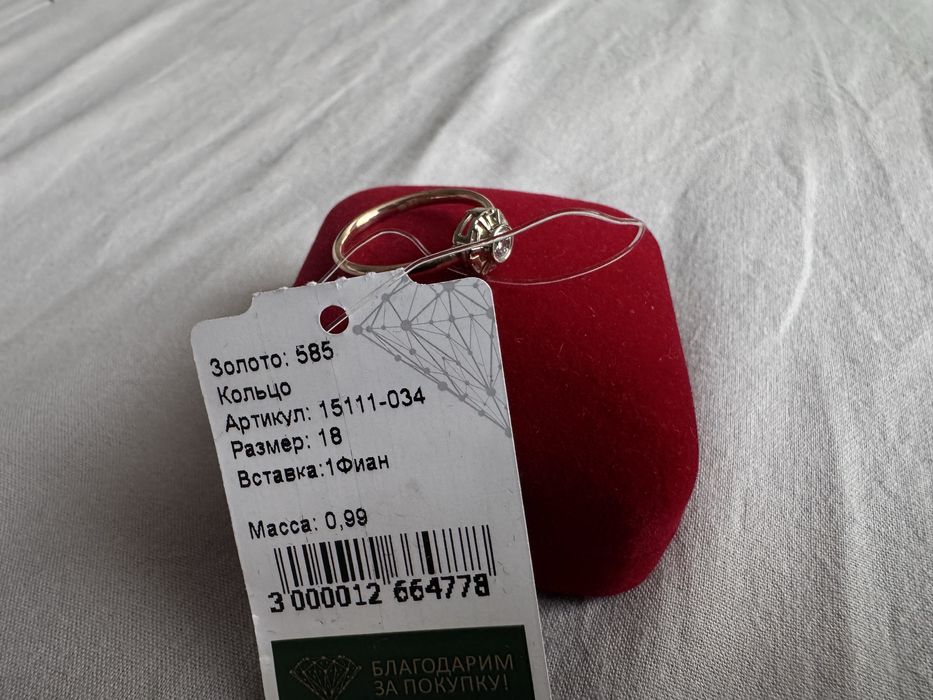 Золото: 585
Кольцо
Артикул: 15111-034
Размер: 18
Вставка:1Фиан
Масса: 0,99
3 000012 664778
БЛАГОДАРИМ
ЗА ПОКУПКУ!